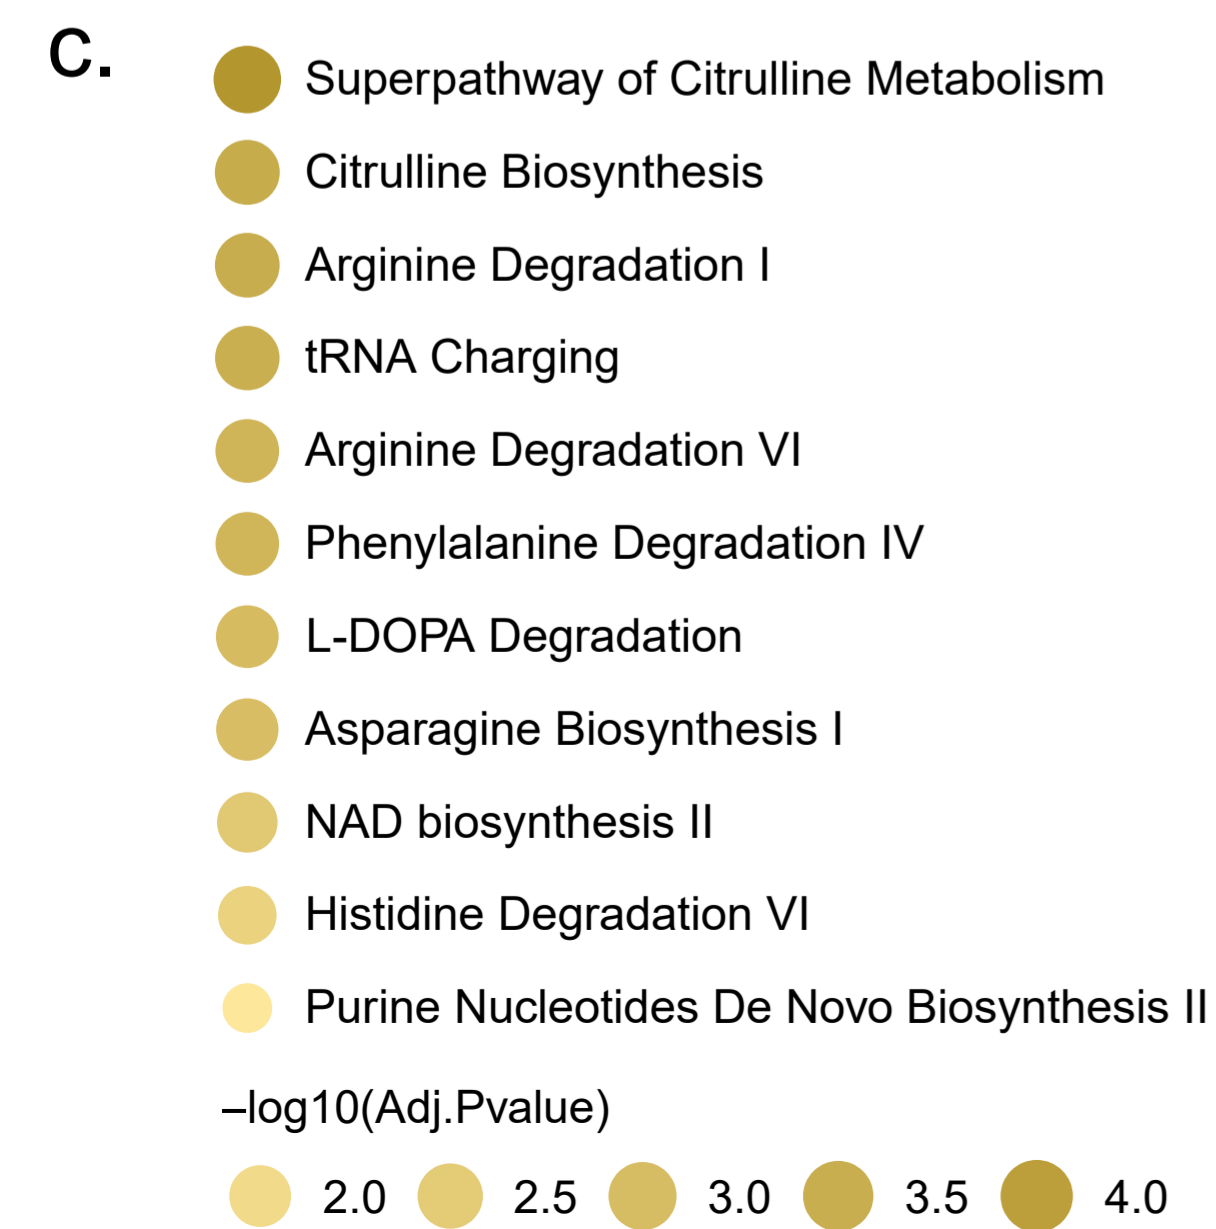 c.
Superpathway of Citrulline Metabolism
Citrulline Biosynthesis
Arginine Degradation I
tRNA Charging
Arginine Degradation VI
Phenylalanine Degradation IV
L-DOPA Degradation
Asparagine Biosynthesis I
NAD biosynthesis II
Histidine Degradation VI
Purine Nucleotides De Novo Biosynthesis II
–log10(Adj.Pvalue)
2.0 2.5 3.0 3.5 4.0